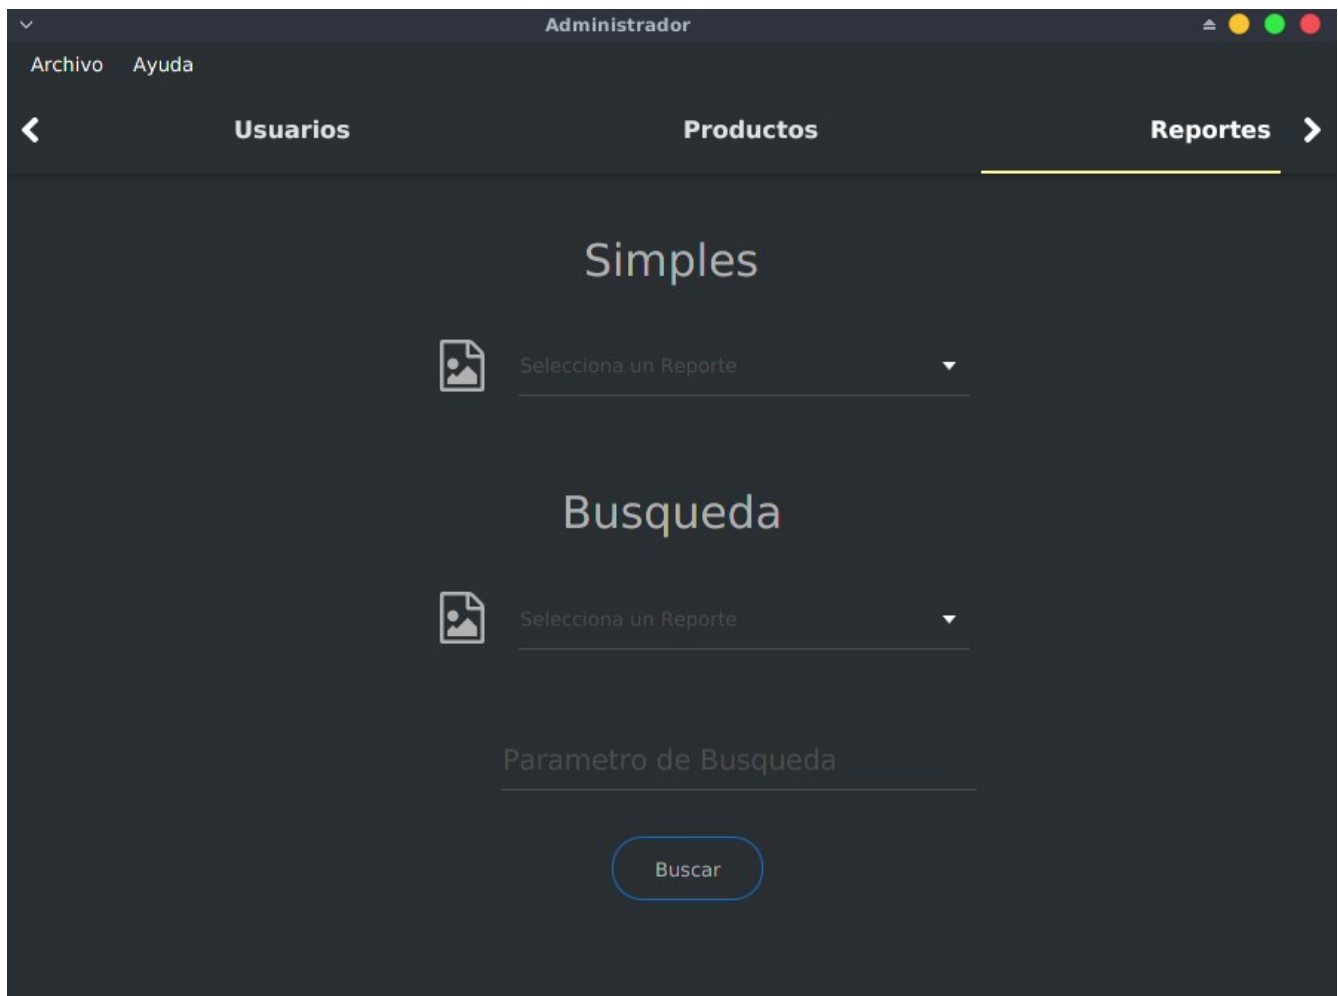 Administrador
Archivo Ayuda
Usuarios Productos Reportes
Simples
Selecciona un Reporte
Busqueda
Selecciona un Reporte
Parametro de Busqueda
Buscar